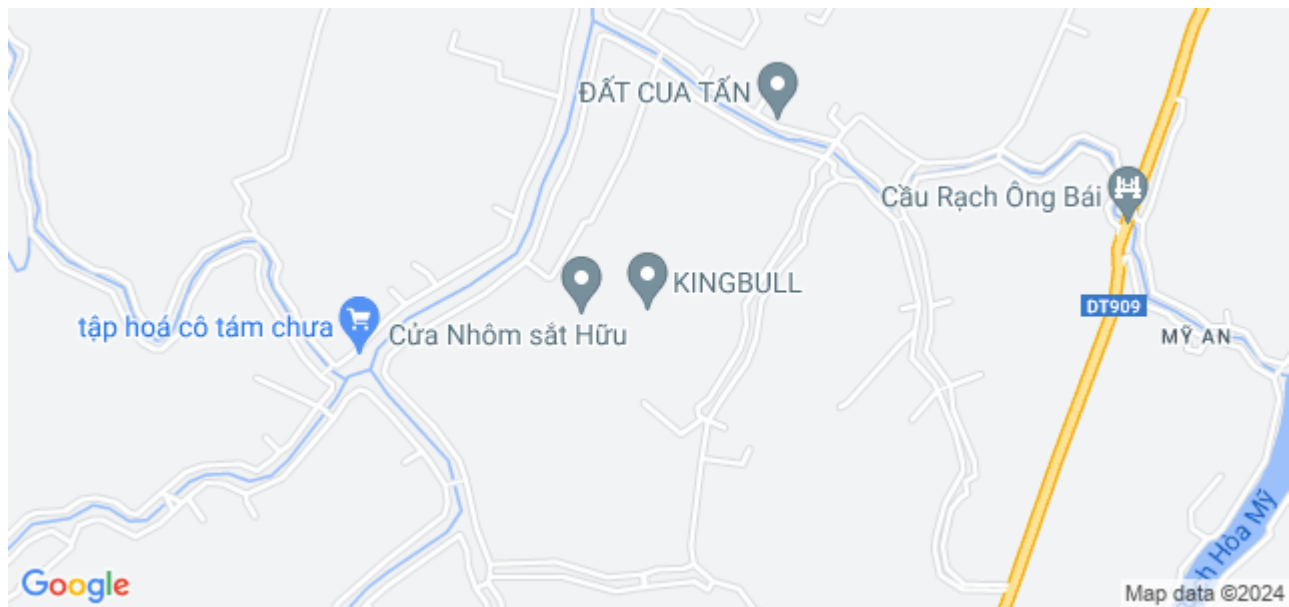 ĐẤT CUA TẤN
Cầu Rạch Ông Bái
KINGBULL
DT909
tập hoá cô tám chưa
Cửa Nhôm sắt Hữu
MỸ AN
h Hòa Mỹ
Google
Map data ©2024